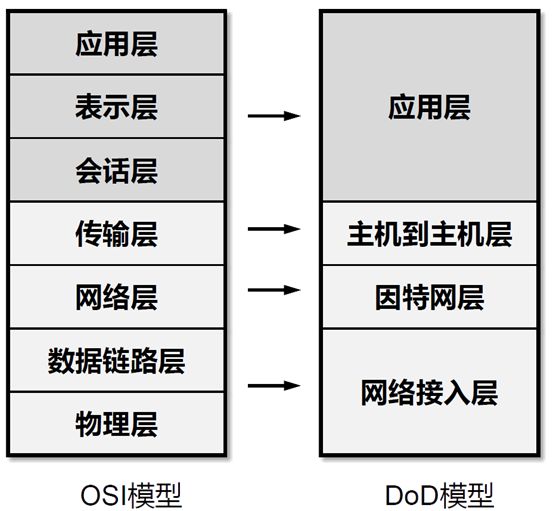 应用层
表示层
会话层
传输层
网络层
数据链路层
物理层
OSI模型
应用层
主机到主机层
因特网层
网络接入层
DoD模型